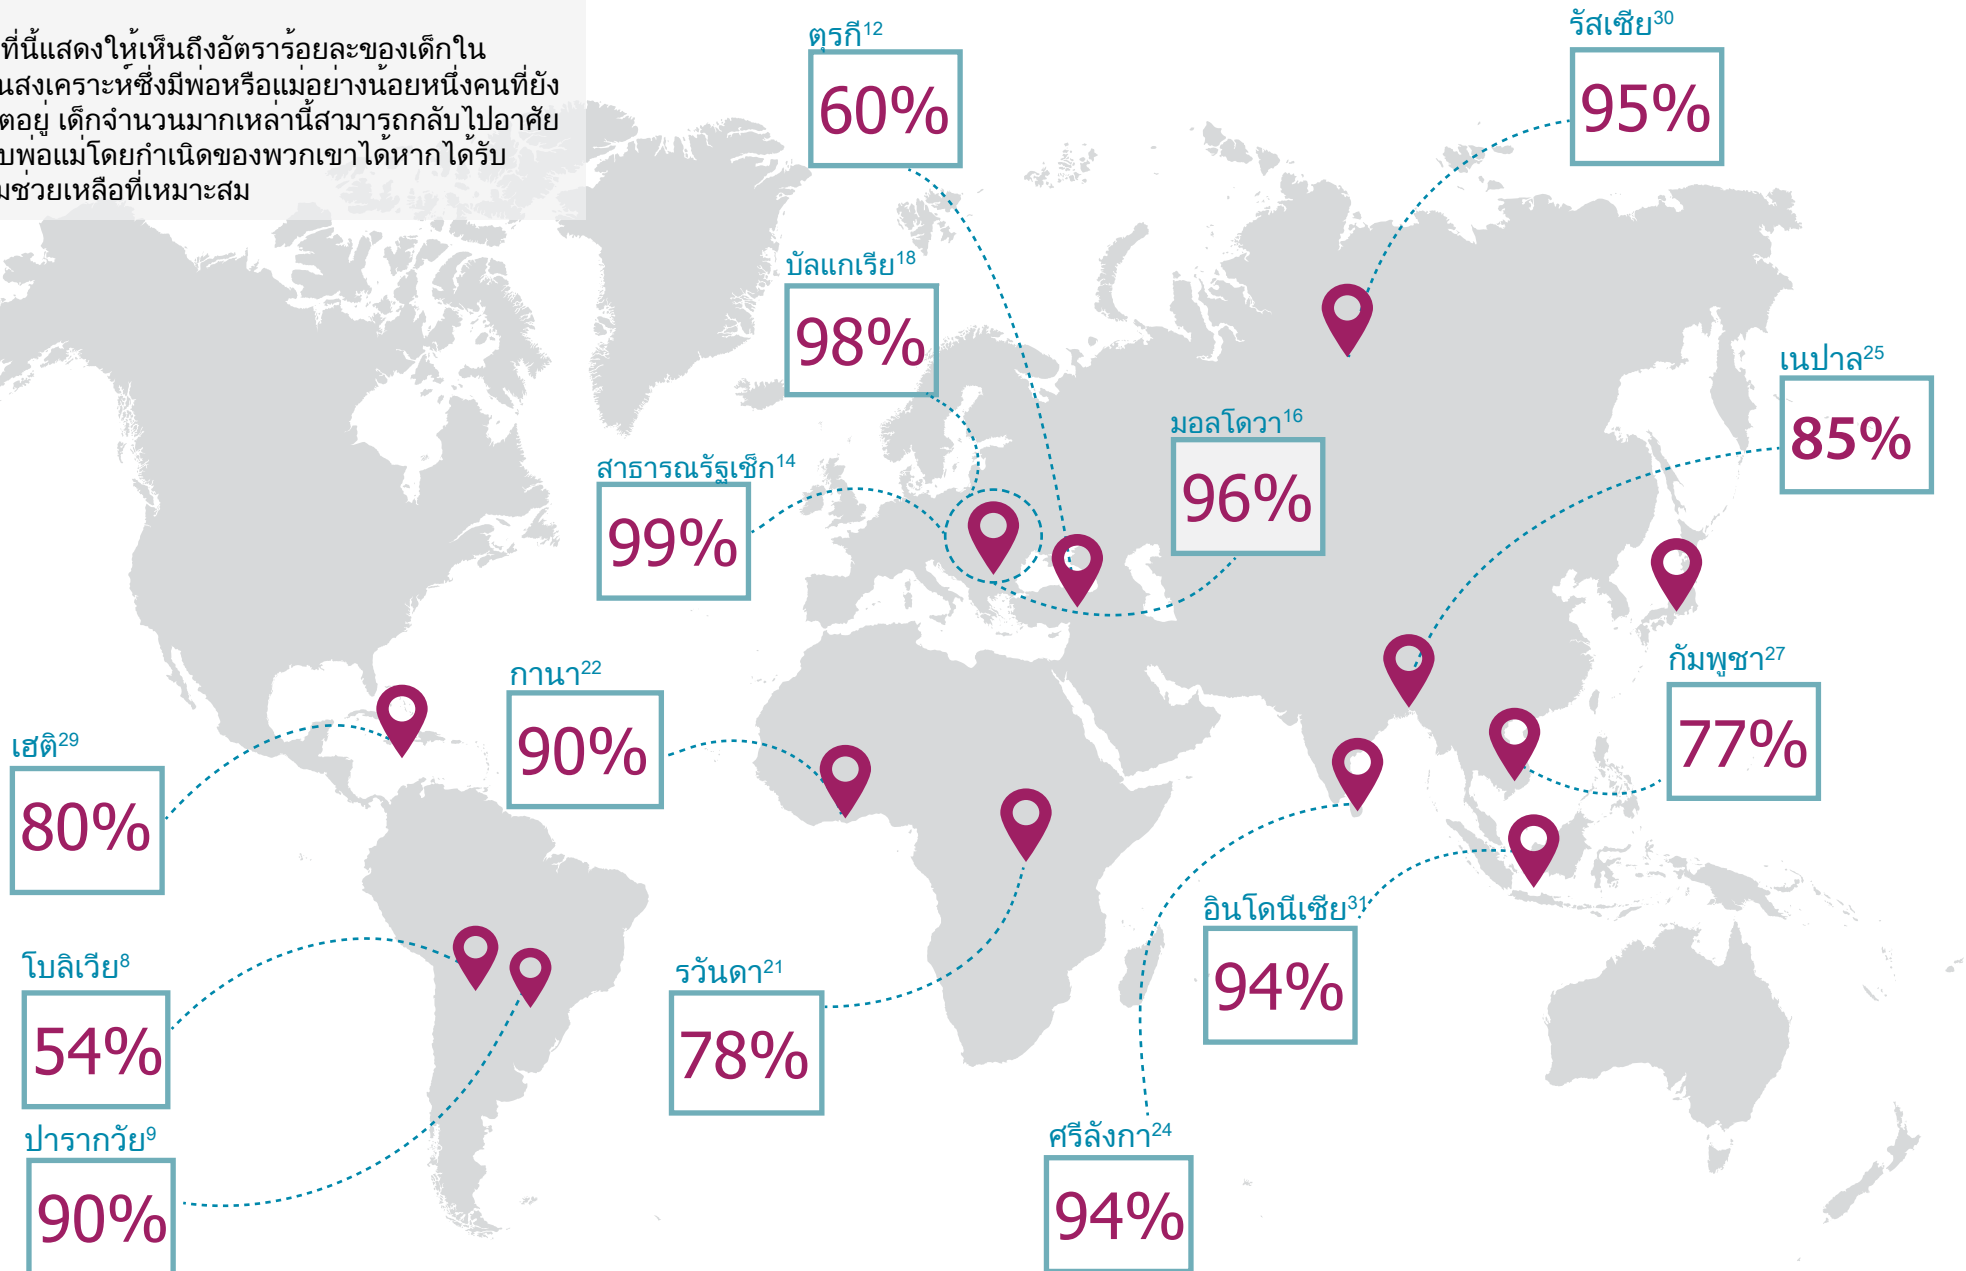 ที่นี้แสดงให้เห็นถึงอัตราร้อยละของเด็กใน
นสงเคราะห์ซึ่งมีพ่อหรือแม่อย่างน้อยหนึ่งคนที่ยัง
ตอยู่ เด็กจำนวนมากเหล่านี้สามารถกลับไปอาศัย
บพ่อแม่โดยกำเนิดของพวกเขาได้หากได้รับ
มช่วยเหลือที่เหมาะสม
ตุรกี12
60%
รัสเซีย30
95%
บัลแกเรีย18
98%
เนปาล25
85%
มอลโดวา16
96%
สาธารณรัฐเช็ก14
99%
กานา22
90%
กัมพูชา27
77%
เฮติ29
80%
อินโดนีเซีย31
94%
โบลิเวีย8
54%
รวันดา21
78%
ปารากวัย9
90%
ศรีลังกา24
94%